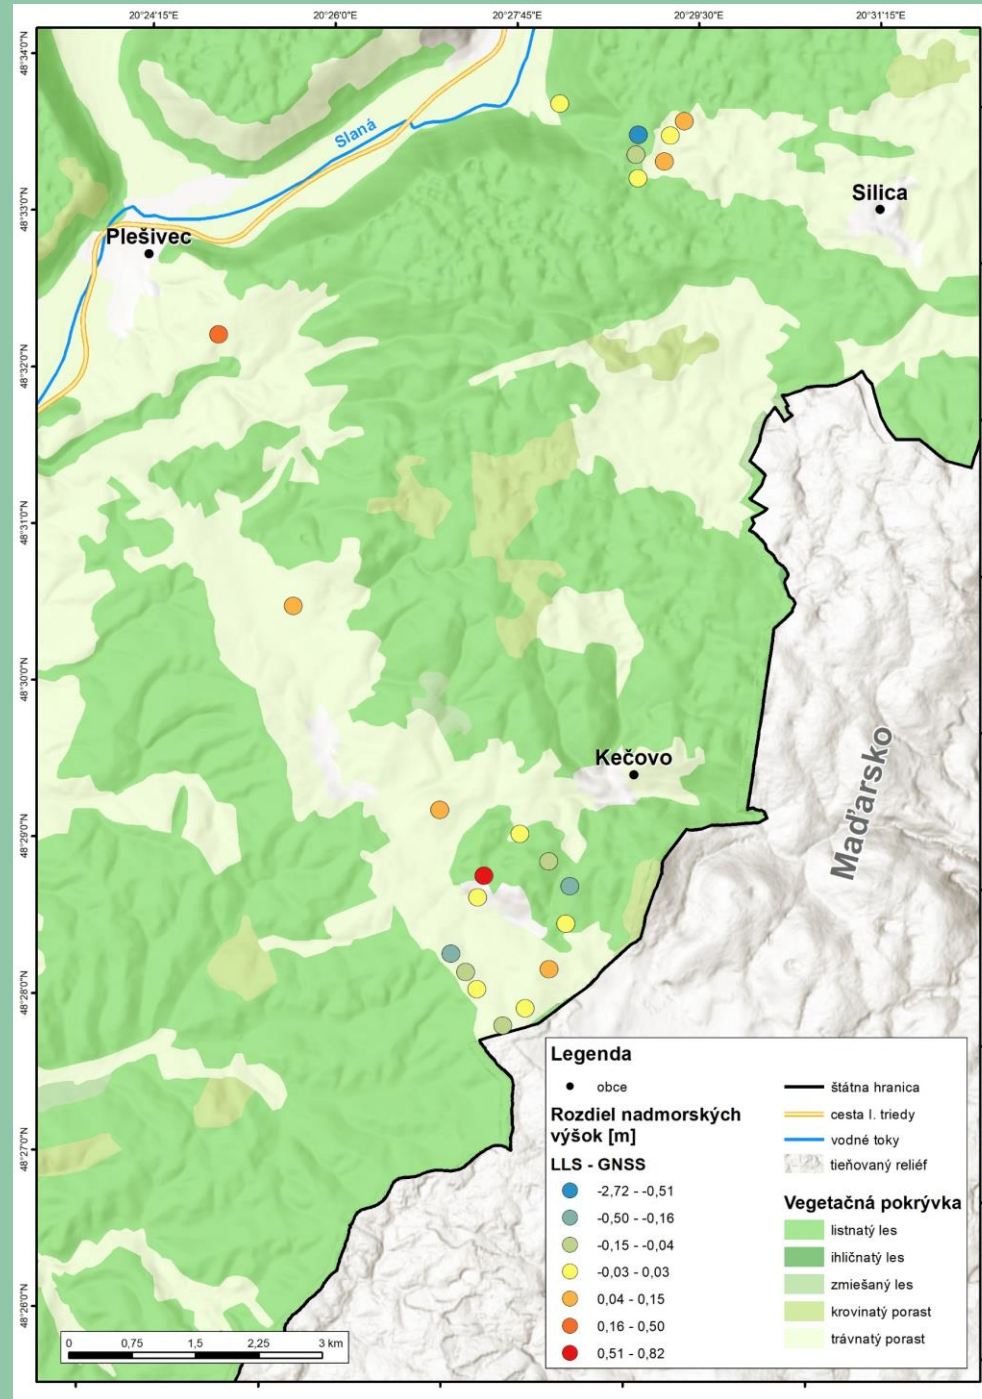 20°24'15"E
20°26'0"E
20°27'45"E
20°29'30"E
20°31'15"E
48°34'0"N
48°33'0"N
48°32'0"N
48°31'0"N
48°30'0"N
48°29'0"N
48°28'0"N
48°27'0"N
48°26'0"N
Slaná
Silica
Plešivec
Kečovo
Maďarsko
Legenda
obce
Rozdiel nadmorských
výšok [m]
LLS - GNSS
-2,72 - -0,51
-0,50 - -0,16
-0,15 - -0,04
-0,03 - 0,03
0,04 - 0,15
0,16 - 0,50
0,51 - 0,82
štátna hranica
cesta I. triedy
vodné toky
tieňovaný reliéf
Vegetačná pokrývka
listnatý les
ihličnatý les
zmiešaný les
krovinatý porast
trávnatý porast
0 0,75 1,5 2,25 3 km